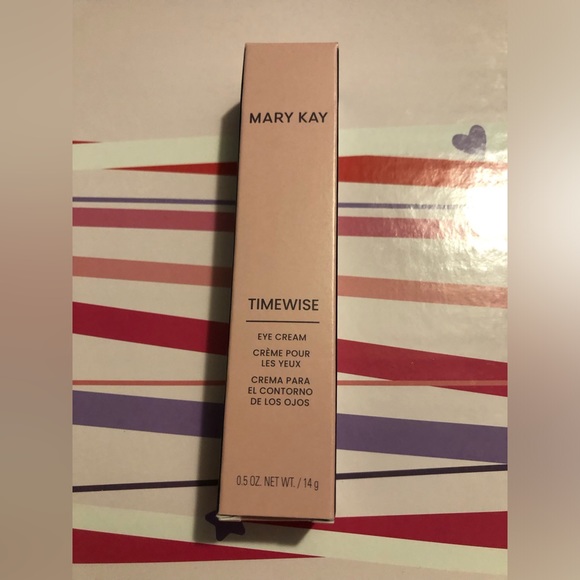 MARY KAY
TIMEWISE
EYE CREAM
CRÈME POUR
LES YEUX
CREMA PARA
EL CONTORNO
DE LOS OJOS
0.5 OZ. NET WT. / 14 g